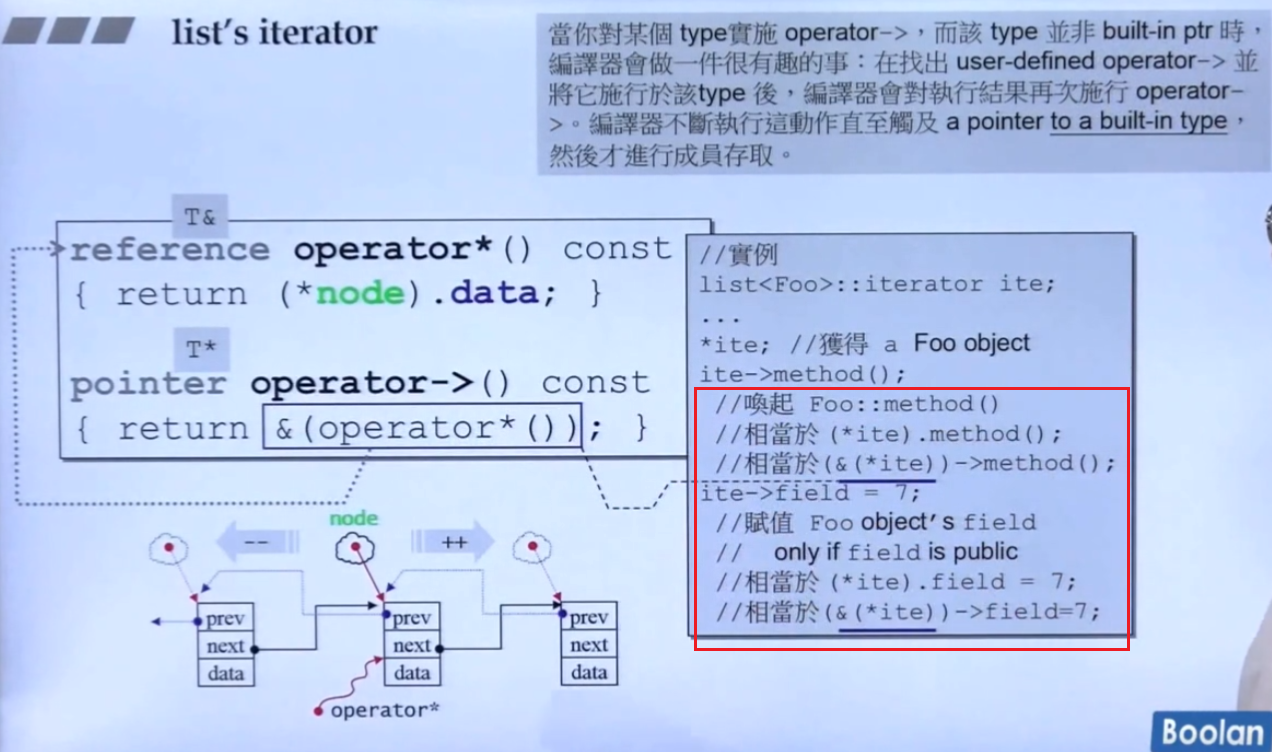 list's iterator
當你對某個 type實施 operator->，而該 type 並非 built-in ptr 時，
編譯器會做一件很有趣的事：在找出 user-defined operator-> 並
將它施行於該type 後，編譯器會對執行結果再次施行 operator-
>。編譯器不斷執行這動作直至觸及 a pointer to a built-in type，
然後才進行成員存取。
T&
reference operator*() const
{ return (*node).data; }
T*
pointer operator->() const
{ return &(operator*()); }
//實例
list<Foo>::iterator ite;
...
*ite; //獲得 a Foo object
ite->method();
//喚起 Foo::method()
//相當於 (*ite).method();
//相當於(&(*ite))->method();
ite->field = 7;
//賦值 Foo object's field
// only if field is public
//相當於 (*ite).field = 7;
//相當於(&(*ite))->field=7;
node
--
++
prev
next
data
prev
next
data
prev
next
data
operator*
Boolan